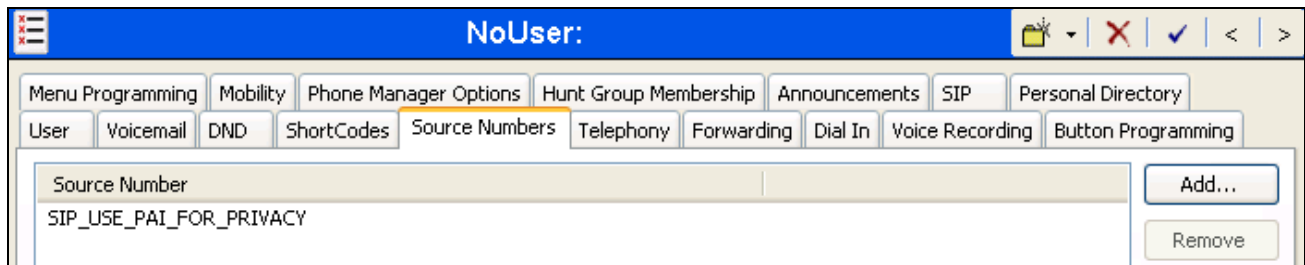 NoUser:
Menu Programming Mobility Phone Manager Options Hunt Group Membership Announcements SIP Personal Directory
User Voicemail DND ShortCodes Source Numbers Telephony Forwarding Dial In Voice Recording Button Programming
Source Number
Add...
SIP_USE_PAI_FOR_PRIVACY
Remove